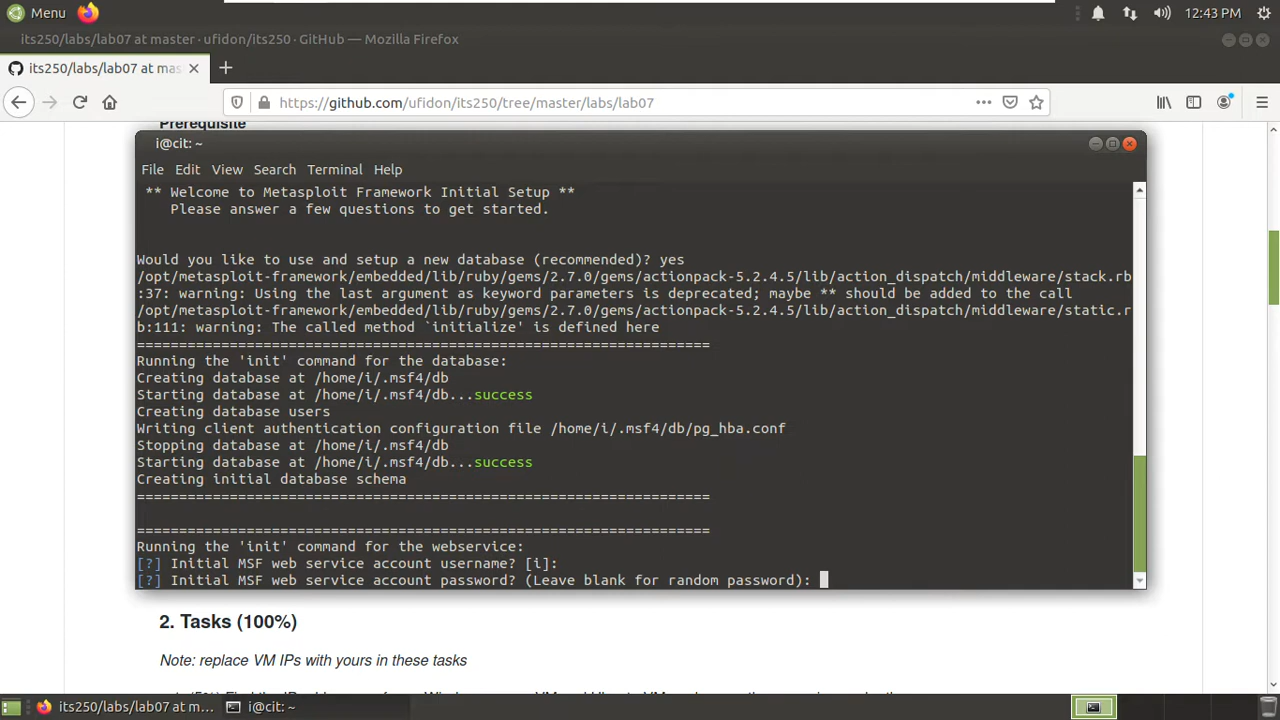 Menu
12:43 PM
its250/labs/lab07 at master · ufidon/its250 · GitHub — Mozilla Firefox
its250/labs/lab07 at mas
https://github.com/ufidon/its250/tree/master/labs/lab07
Prerequisite
i@cit: ~
File Edit View Search Terminal Help
** Welcome to Metasploit Framework Initial Setup **
Please answer a few questions to get started.
Would you like to use and setup a new database (recommended)? yes
/opt/metasploit-framework/embedded/lib/ruby/gems/2.7.0/gems/actionpack-5.2.4.5/lib/action_dispatch/middleware/stack.rb
:37: warning: Using the last argument as keyword parameters is deprecated; maybe ** should be added to the call
/opt/metasploit-framework/embedded/lib/ruby/gems/2.7.0/gems/actionpack-5.2.4.5/lib/action_dispatch/middleware/static.r
b:111: warning: The called method `initialize' is defined here
====================================================================
Running the 'init' command for the database:
Creating database at /home/i/.msf4/db
Starting database at /home/i/.msf4/db...success
Creating database users
Writing client authentication configuration file /home/i/.msf4/db/pg_hba.conf
Stopping database at /home/i/.msf4/db
Starting database at /home/i/.msf4/db...success
Creating initial database schema
====================================================================
====================================================================
Running the 'init' command for the webservice:
[?] Initial MSF web service account username? [i]:
[?] Initial MSF web service account password? (Leave blank for random password):
2. Tasks (100%)
Note: replace VM IPs with yours in these tasks
its250/labs/lab07 at m...
i@cit: ~